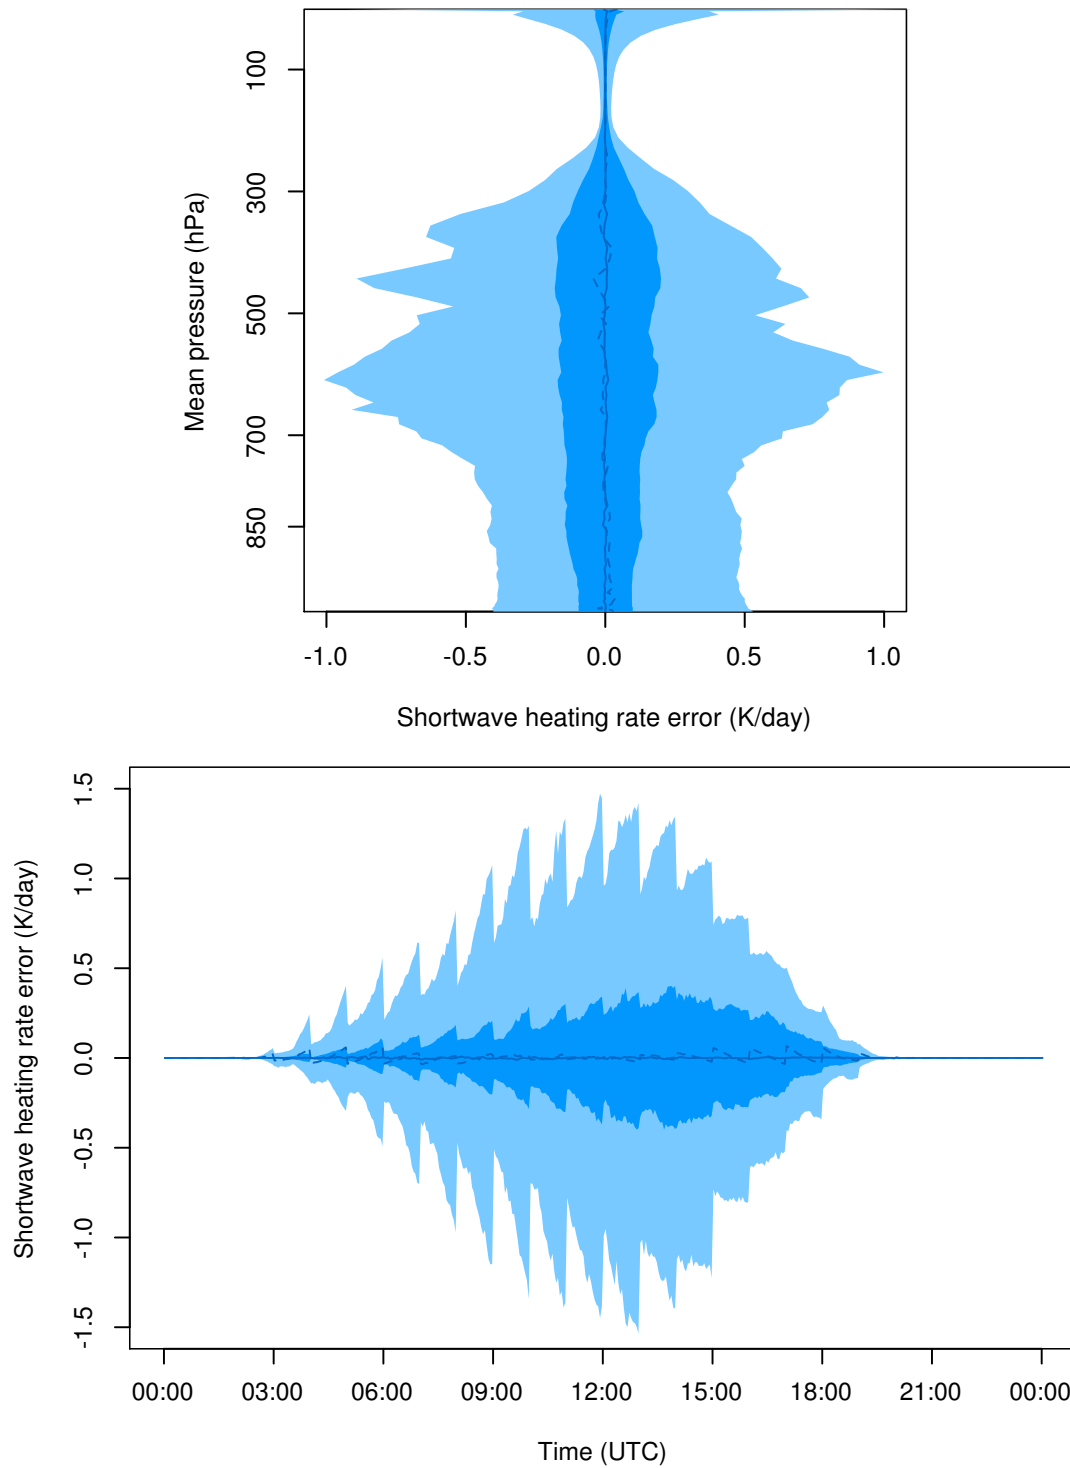 100
300
500
700
850
Mean pressure (hPa)
-1.0 -0.5 0.0 0.5 1.0
Shortwave heating rate error (K/day)
1.5
1.0
0.5
0.0
-0.5
-1.0
-1.5
Shortwave heating rate error (K/day)
00:00 03:00 06:00 09:00 12:00 15:00 18:00 21:00 00:00
Time (UTC)